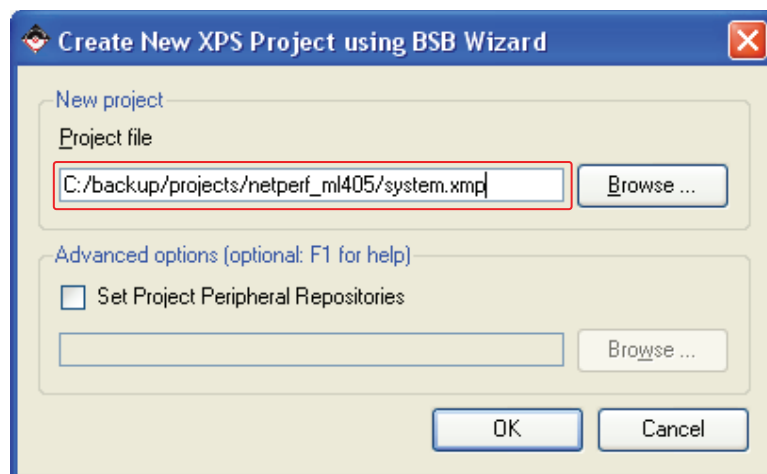 Create New XPS Project using BSB Wizard
New project
Project file
C:/backup/projects/netperf_ml405/system.xmp
Browse ...
Advanced options (optional: F1 for help)
Set Project Peripheral Repositories
Browse ...
OK
Cancel